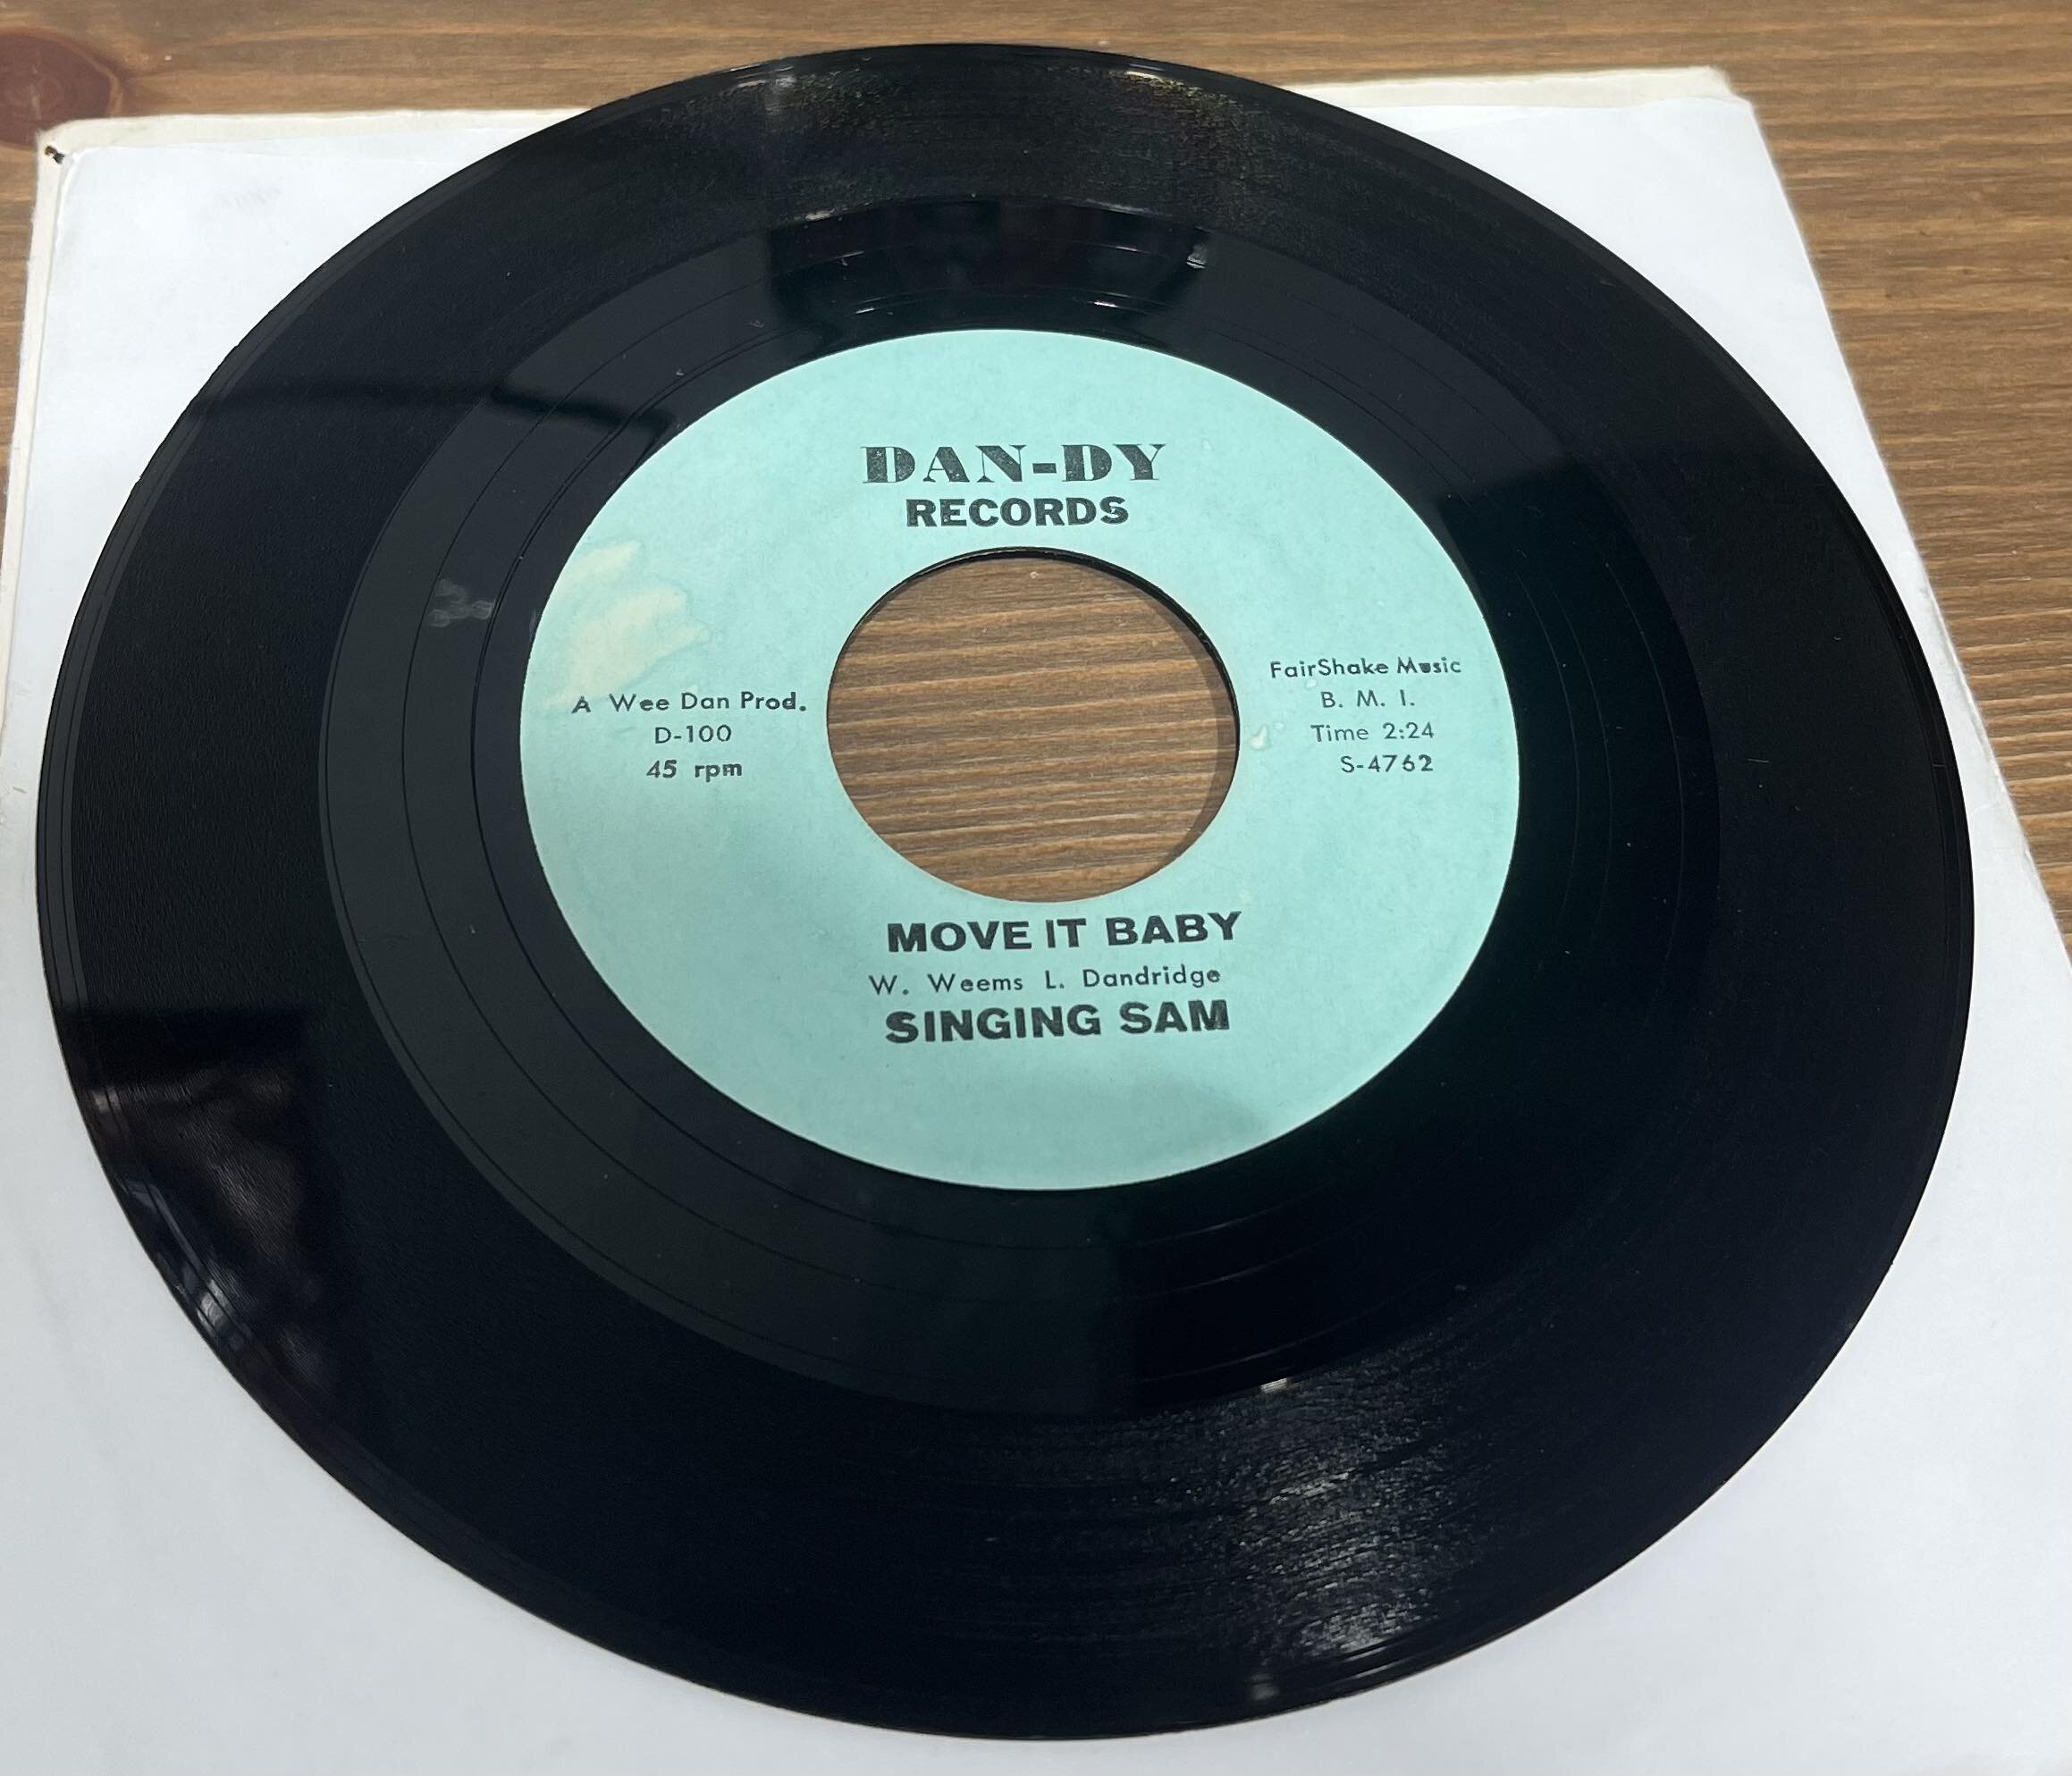 DAN-DY
RECORDS
A Wee Dan Prod.
D-100
45 rpm
FairShake Music
B. M. I.
Time 2:24
S-4762
MOVE IT BABY
W. Weems L. Dandridge
SINGING SAM